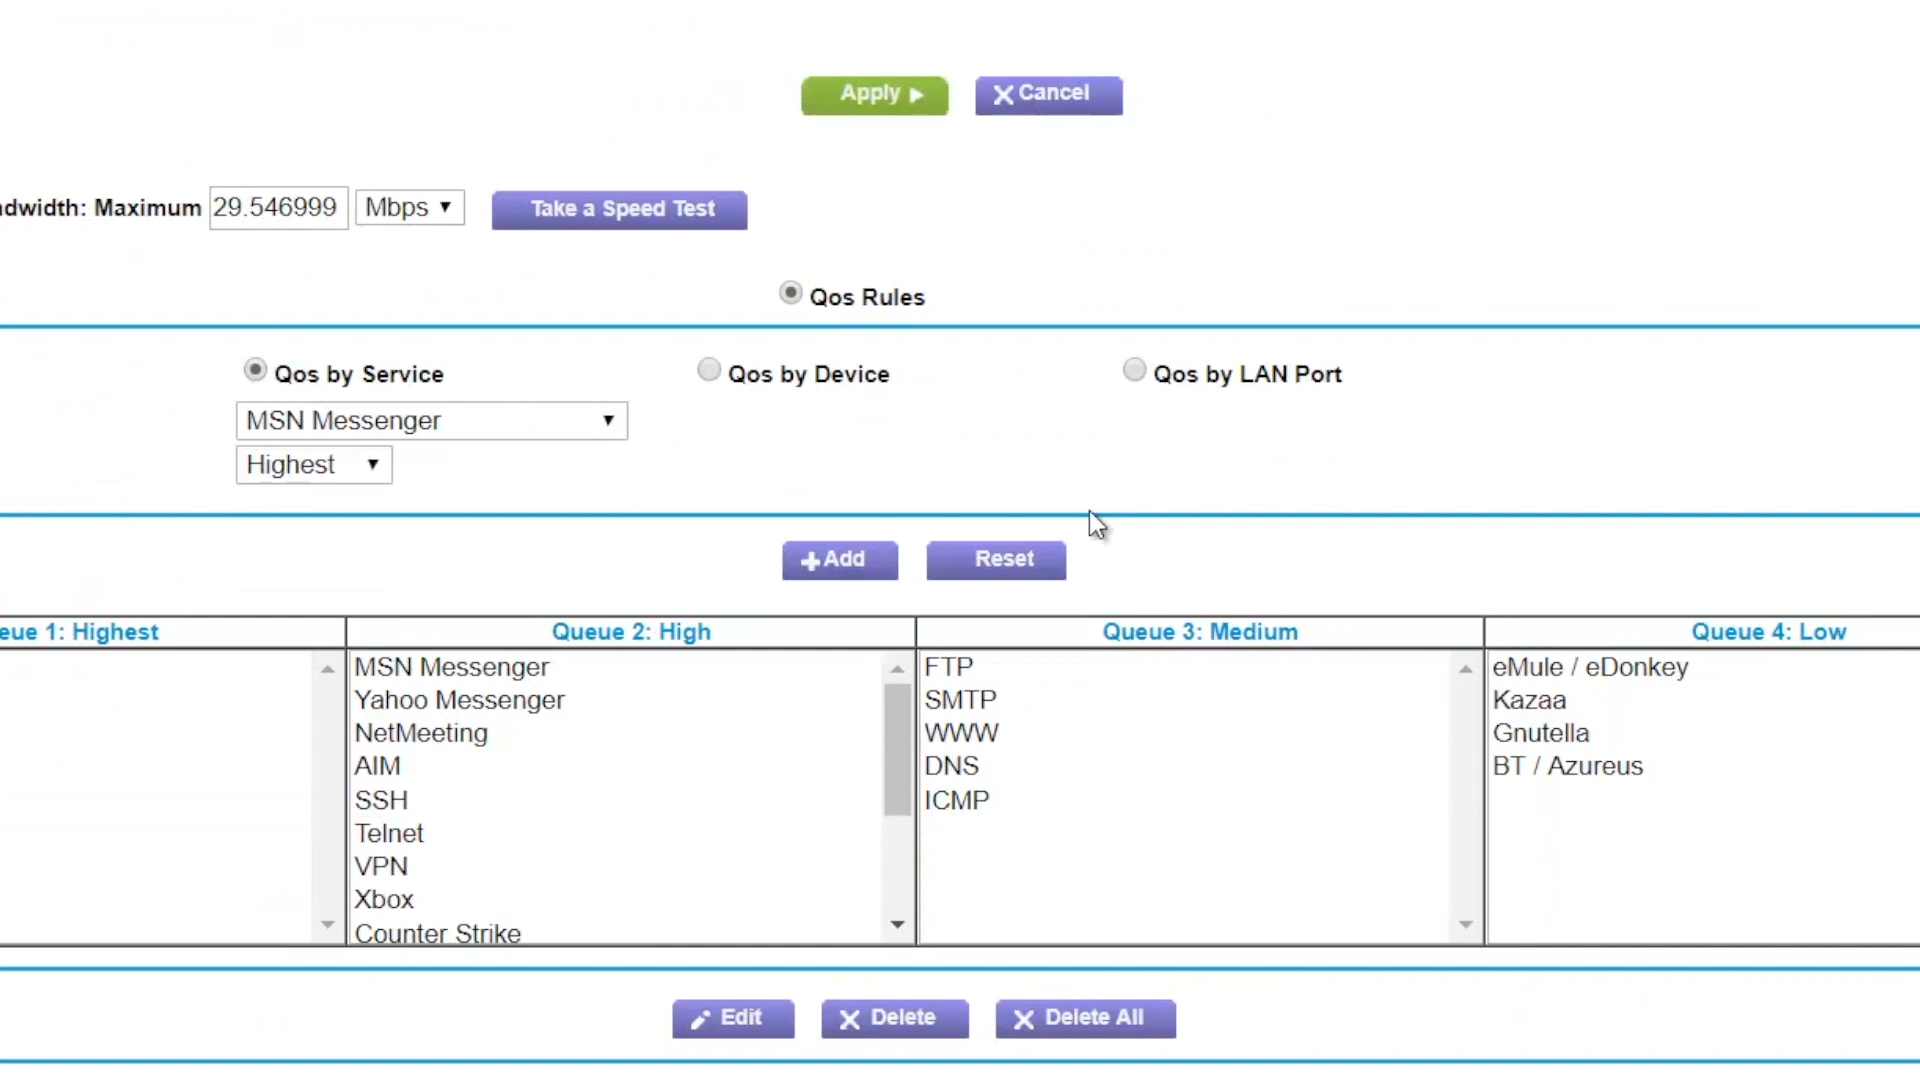 Apply
Cancel
dwidth: Maximum 29.546999 Mbps Take a Speed Test
Qos Rules
Qos by Service Qos by Device Qos by LAN Port
MSN Messenger
Highest
Add Reset
eue 1: Highest Queue 2: High Queue 3: Medium Queue 4: Low
MSN Messenger
Yahoo Messenger
NetMeeting
AIM
SSH
Telnet
VPN
Xbox
Counter Strike
FTP
SMTP
WWW
DNS
ICMP
eMule / eDonkey
Kazaa
Gnutella
BT / Azureus
Edit Delete Delete All